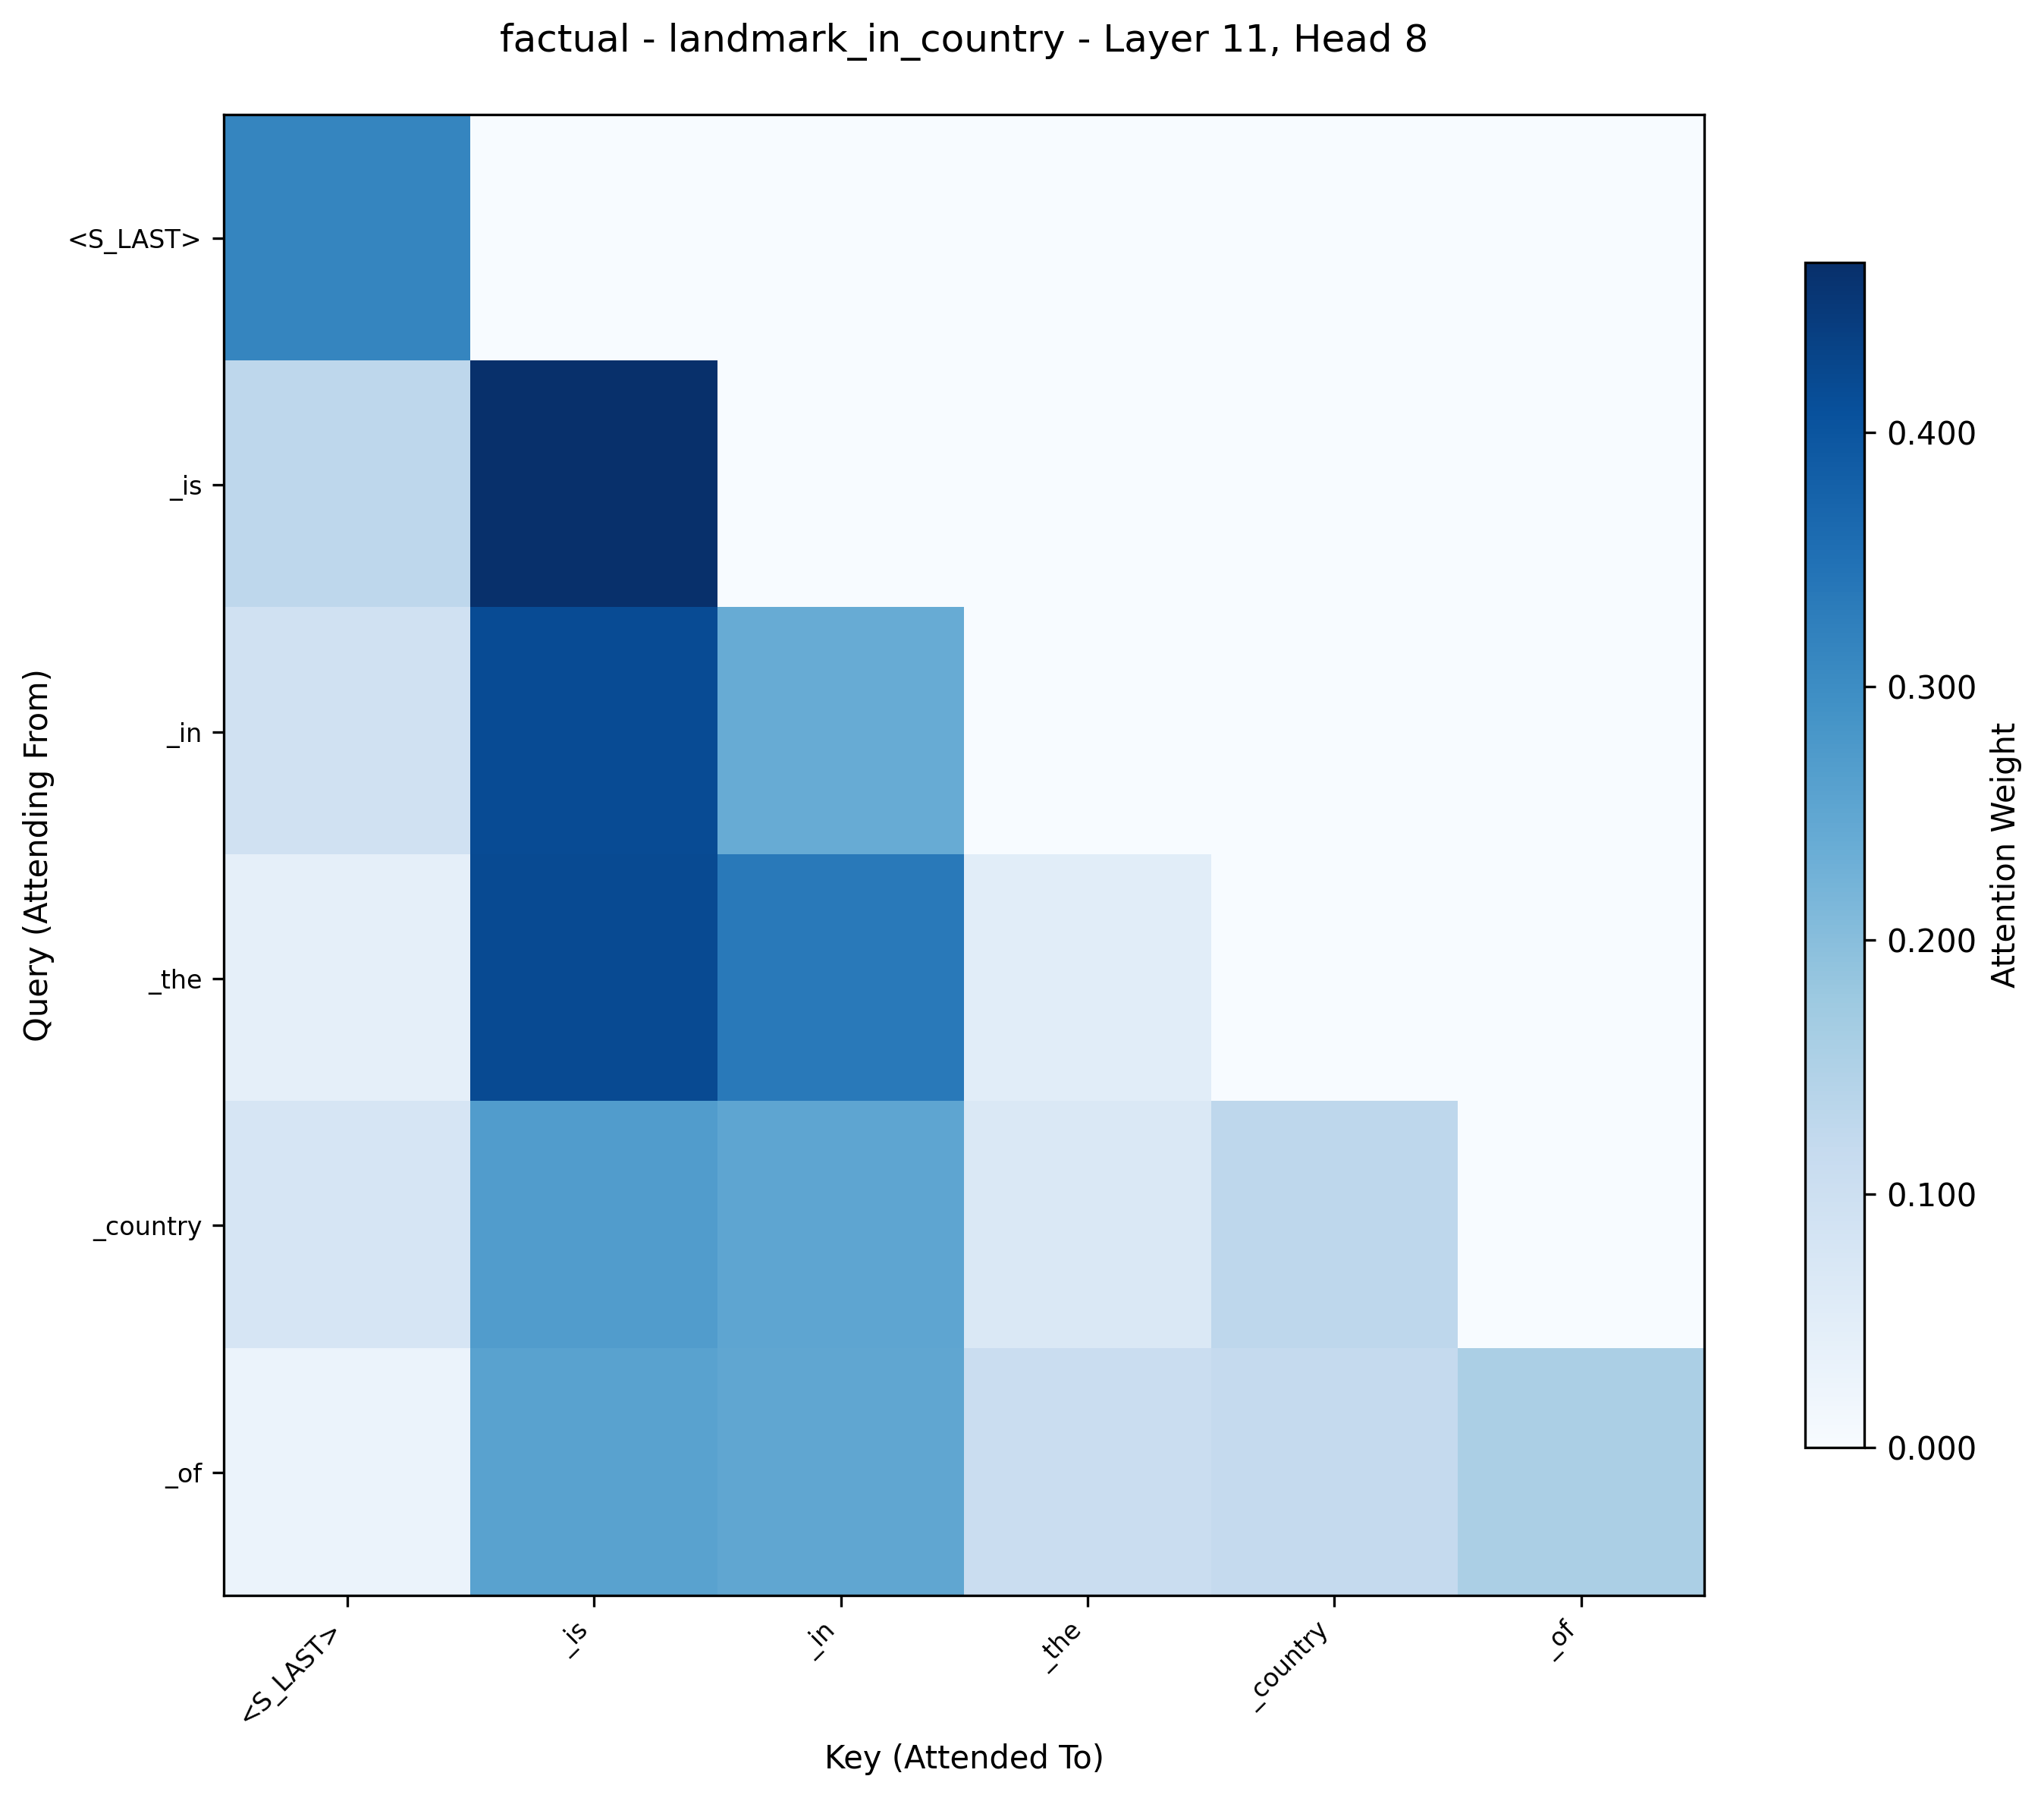 factual - landmark_in_country - Layer 11, Head 8
Query (Attending From)
<S_LAST>
_is
_in
_the
_country
_of
<S_LAST>
_is
_in
_the
_country
_of
Key (Attended To)
0.400
0.300
0.200
0.100
0.000
Attention Weight